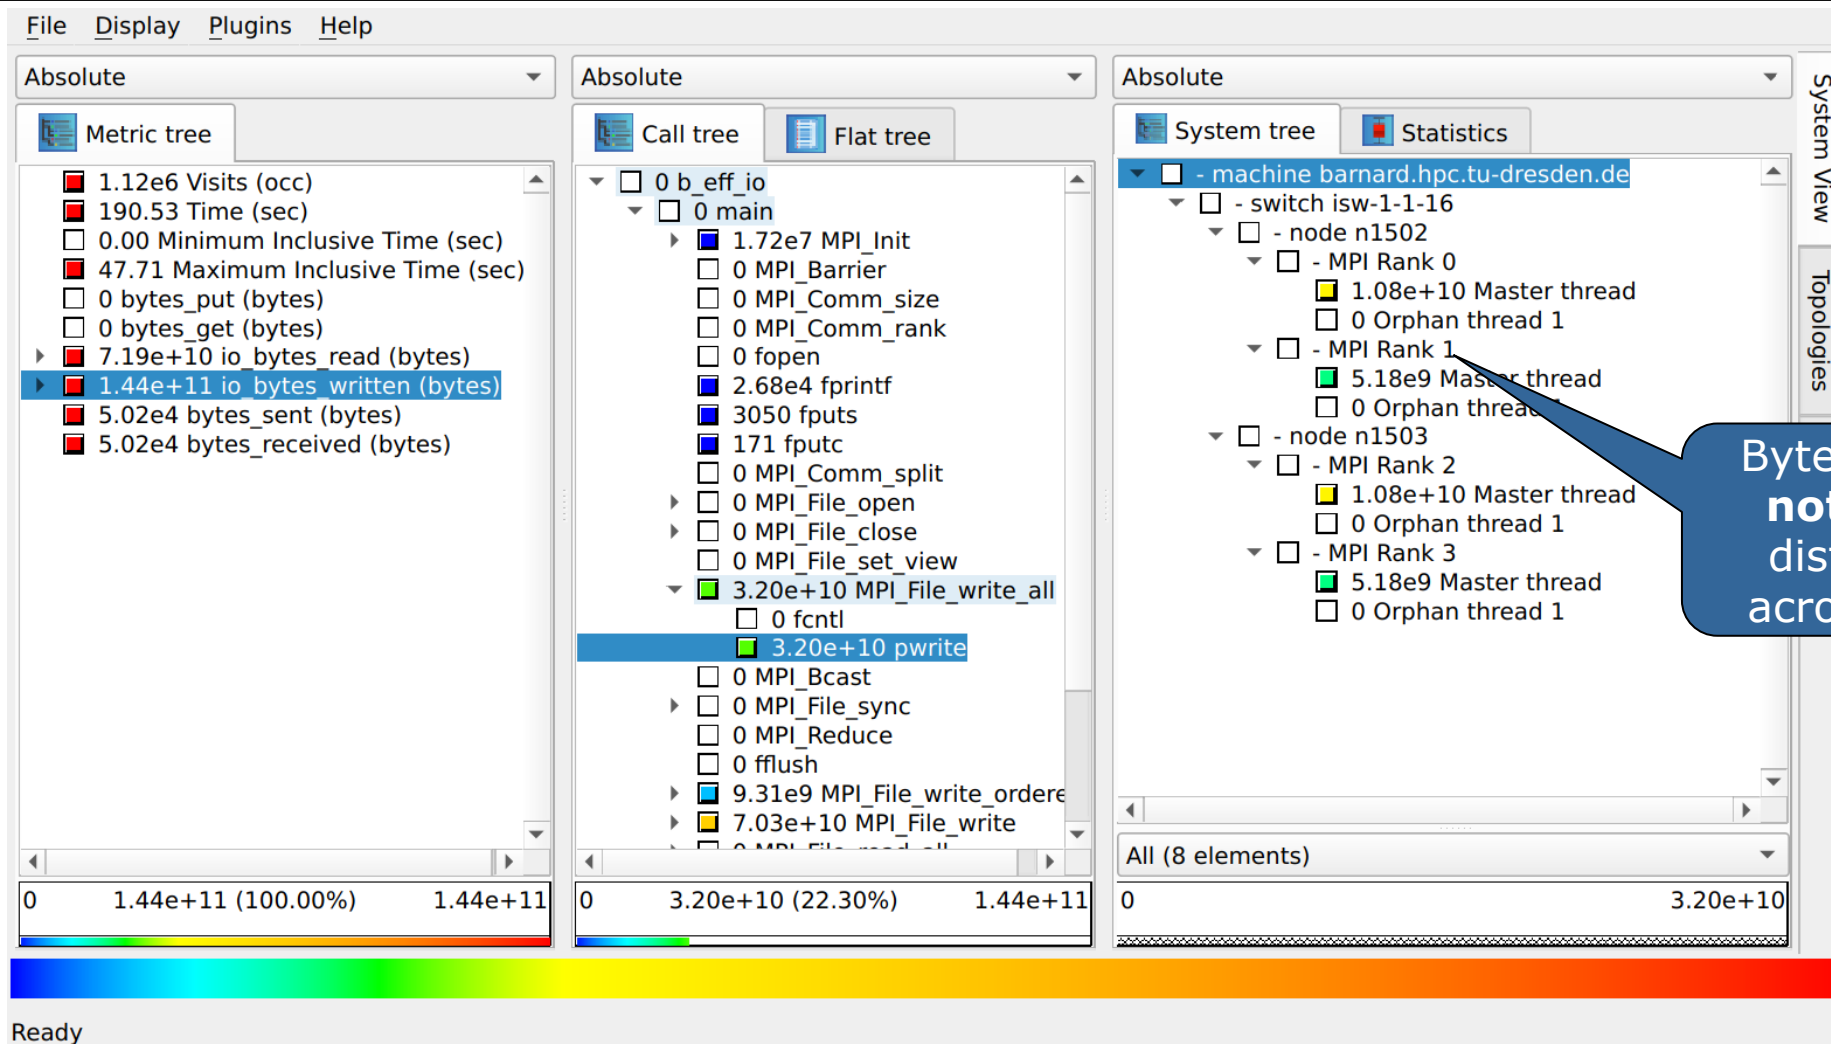 File Display Plugins Help
Absolute
Metric tree
1.12e6 Visits (occ)
190.53 Time (sec)
0.00 Minimum Inclusive Time (sec)
47.71 Maximum Inclusive Time (sec)
0 bytes_put (bytes)
0 bytes_get (bytes)
7.19e+10 io_bytes_read (bytes)
1.44e+11 io_bytes_written (bytes)
5.02e4 bytes_sent (bytes)
5.02e4 bytes_received (bytes)
0 1.44e+11 (100.00%) 1.44e+11
Absolute
Call tree Flat tree
0 b_eff_io
0 main
1.72e7 MPI_Init
0 MPI_Barrier
0 MPI_Comm_size
0 MPI_Comm_rank
0 fopen
2.68e4 fprintf
3050 fputs
171 fputc
0 MPI_Comm_split
0 MPI_File_open
0 MPI_File_close
0 MPI_File_set_view
3.20e+10 MPI_File_write_all
0 fcntl
3.20e+10 pwrite
0 MPI_Bcast
0 MPI_File_sync
0 MPI_Reduce
0 fflush
9.31e9 MPI_File_write_ordere
7.03e+10 MPI_File_write
0 MPI_File_read_all
0 3.20e+10 (22.30%) 1.44e+11
Absolute
System tree Statistics
- machine barnard.hpc.tu-dresden.de
- switch isw-1-1-16
- node n1502
- MPI Rank 0
1.08e+10 Master thread
0 Orphan thread 1
- MPI Rank 1
5.18e9 Master thread
0 Orphan thread 1
- node n1503
- MPI Rank 2
1.08e+10 Master thread
0 Orphan thread 1
- MPI Rank 3
5.18e9 Master thread
0 Orphan thread 1
All (8 elements)
0 3.20e+10
System View
Topologies
Byte
not
dist
acro
Ready